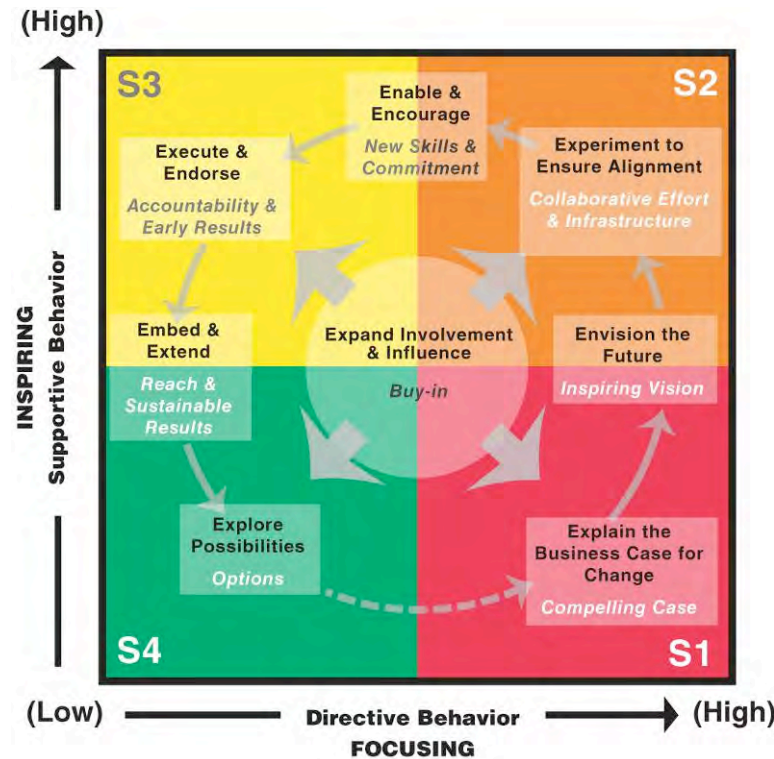 (High)
S3
S2
Enable &
Encourage
New Skills &
Commitment
Execute &
Endorse
Accountability &
Early Results
Experiment to
Ensure Alignment
Collaborative Effort
& Infrastructure
Expand Involvement
& Influence
Buy-in
Embed &
Extend
Reach &
Sustainable
Results
Envision the
Future
Inspiring Vision
Explore
Possibilities
Options
Explain the
Business Case for
Change
Compelling Case
S4
S1
INSPIRING
Supportive Behavior
(Low)
Directive Behavior
(High)
FOCUSING